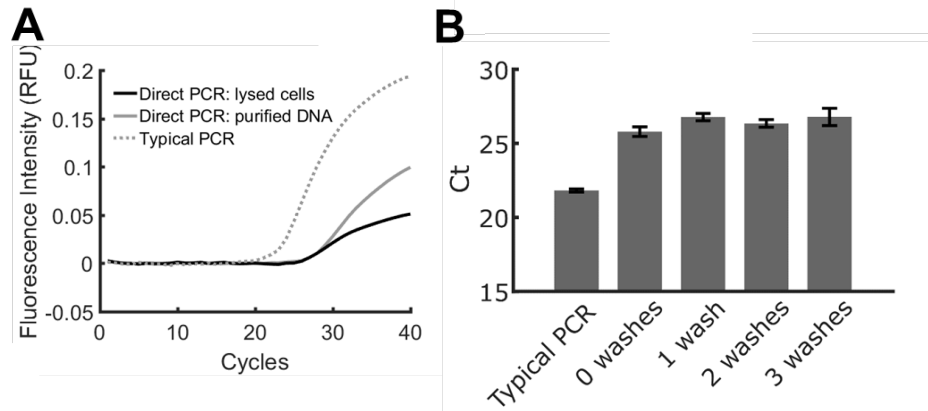 A
Fluorescence Intensity (RFU)
0.2
0.15
0.1
0.05
0
-0.05
Direct PCR: lysed cells
Direct PCR: purified DNA
Typical PCR
0 10 20 30 40
Cycles
B
Ct
30
25
20
15
Typical PCR
0 washes
1 wash
2 washes
3 washes